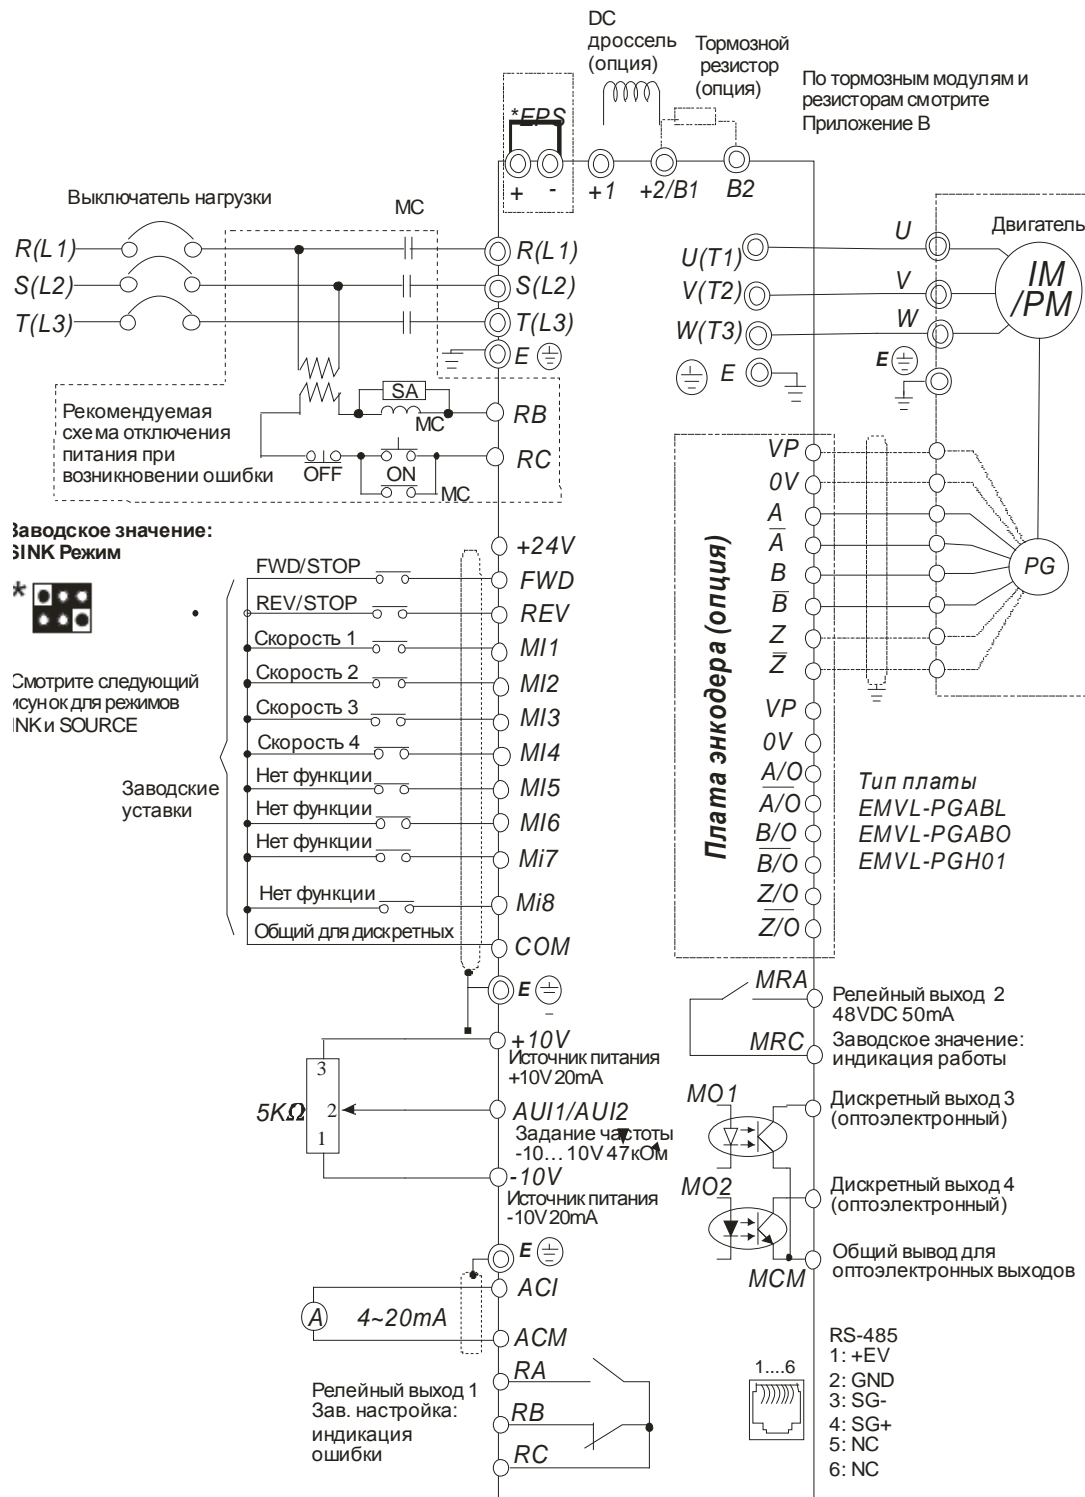 DC
дроссель
(опция)
Тормозной
резистор
(опция)
По тормозным модулям и
резисторам смотрите
Приложение B
*EPS
+
-
+1
+2/B1
B2
Выключатель нагрузки
MC
R(L1)
R(L1)
S(L2)
S(L2)
T(L3)
T(L3)
E
U(T1)
V(T2)
W(T3)
E
U
V
W
E
Двигатель
IM
/PM
Рекомендуемая
схема отключения
питания при
возникновении ошибки
SA
MC
RB
OFF
ON
MC
RC
Заводское значение:
SINK Режим
*
Смотрите следующий
исунок для режимов
INK и SOURCE
Заводские
уставки
+24V
FWD/STOP
FWD
REV/STOP
REV
Скорость 1
MI1
Скорость 2
MI2
Скорость 3
MI3
Скорость 4
MI4
Нет функции
MI5
Нет функции
MI6
Нет функции
Mi7
Нет функции
Mi8
Общий для дискретных
COM
E
Плата энкодера (опция)
VP
0V
A
A̅
B
B̅
Z
Z̅
PG
VP
0V
A/O
A̅/̅O̅
B/O
B̅/̅O̅
Z/O
Z̅/̅O̅
Тип платы
EMVL-PGABL
EMVL-PGABO
EMVL-PGH01
+10V
Источник питания
+10V 20mA
3
5KΩ
2
1
AUI1/AUI2
Задание частоты
-10... 10V 47кОм
-10V
Источник питания
-10V 20mA
E
ACI
A
4~20mA
ACM
Релейный выход 1
Зав. настройка:
индикация
ошибки
RA
RB
RC
MRA
Релейный выход 2
48VDC 50mA
MRC
Заводское значение:
индикация работы
MO1
Дискретный выход 3
(оптоэлектронный)
MO2
Дискретный выход 4
(оптоэлектронный)
MCM
Общий вывод для
оптоэлектронных выходов
1....6
RS-485
1: +EV
2: GND
3: SG-
4: SG+
5: NC
6: NC